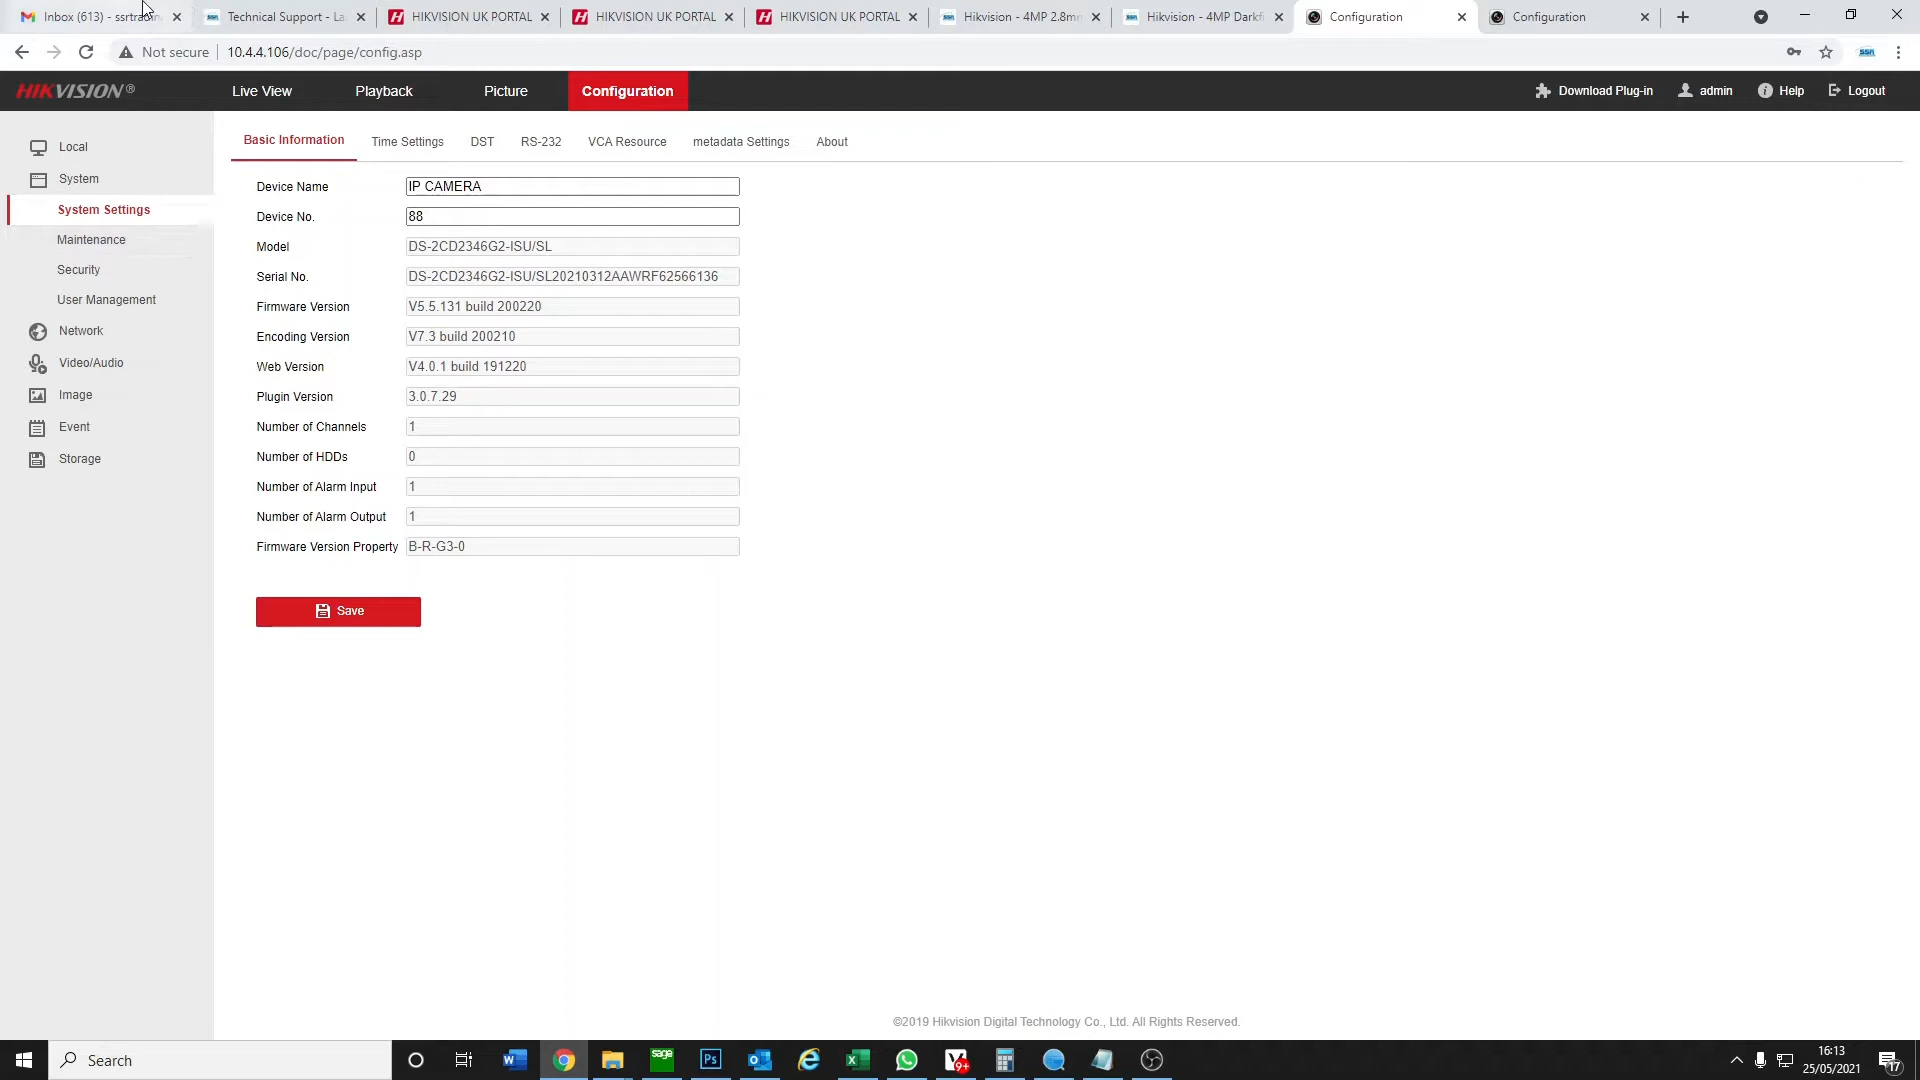 Inbox (613) - ssrtradin
Technical Support - La
HIKVISION UK PORTAL
HIKVISION UK PORTAL
HIKVISION UK PORTAL
Hikvision - 4MP 2.8mm
Hikvision - 4MP Darkfi
Configuration
Configuration
Not secure
10.4.4.106/doc/page/config.asp
HIKVISION®
Live View
Playback
Picture
Configuration
Download Plug-in
admin
Help
Logout
Local
System
System Settings
Maintenance
Security
User Management
Network
Video/Audio
Image
Event
Storage
Basic Information
Time Settings
DST
RS-232
VCA Resource
metadata Settings
About
Device Name IP CAMERA
Device No. 88
Model DS-2CD2346G2-ISU/SL
Serial No. DS-2CD2346G2-ISU/SL20210312AAWRF62566136
Firmware Version V5.5.131 build 200220
Encoding Version V7.3 build 200210
Web Version V4.0.1 build 191220
Plugin Version 3.0.7.29
Number of Channels 1
Number of HDDs 0
Number of Alarm Input 1
Number of Alarm Output 1
Firmware Version Property B-R-G3-0
Save
©2019 Hikvision Digital Technology Co., Ltd. All Rights Reserved.
Search
sage
Ps
9+
16:13
25/05/2021
17